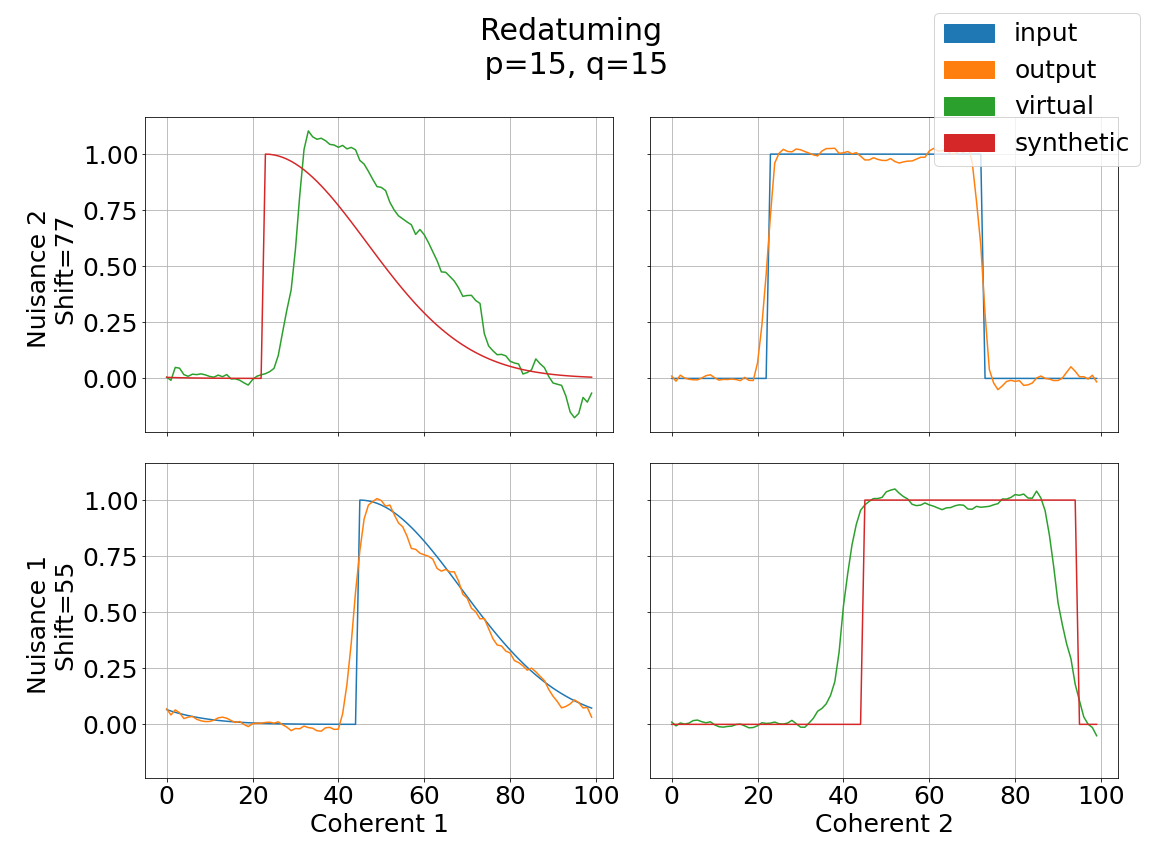 Redatuming
p=15, q=15
input
output
virtual
synthetic
Nuisance 2
Shift=77
1.00
0.75
0.50
0.25
0.00
Nuisance 1
Shift=55
1.00
0.75
0.50
0.25
0.00
0 20 40 60 80 100
Coherent 1
0 20 40 60 80 100
Coherent 2